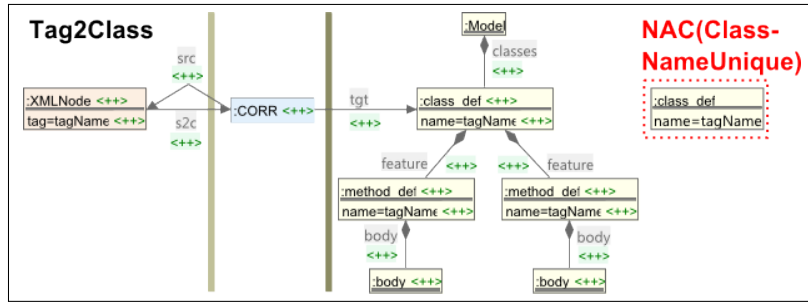 Tag2Class
:Model
NAC(Class-
NameUnique)
src
<++>
classes
<++>
:XMLNode <++>
tag=tagName <++>
s2c
<++>
:CORR <++>
tgt
<++>
:class_def <++>
name=tagName <++>
:class_def
name=tagName
feature
<++>
<++>
feature
:method_def <++>
name=tagName <++>
:method_def <++>
name=tagName <++>
body
<++>
body
<++>
:body <++>
:body <++>